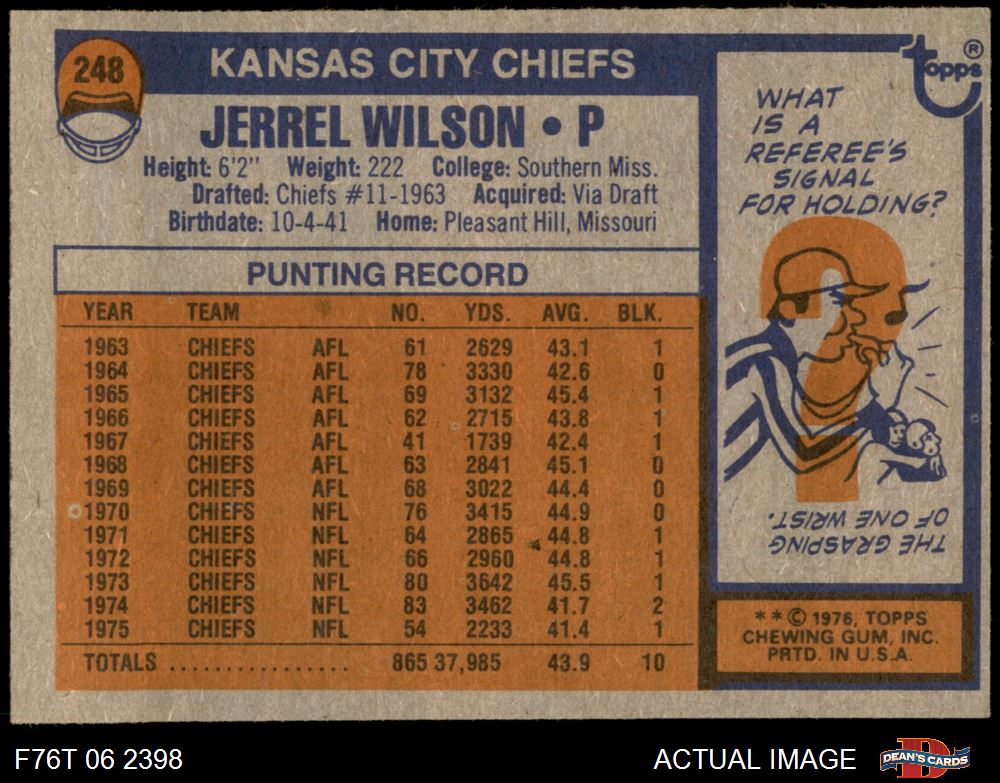 248
KANSAS CITY CHIEFS
JERREL WILSON • P
Height: 6'2" Weight: 222 College: Southern Miss.
Drafted: Chiefs #11-1963 Acquired: Via Draft
Birthdate: 10-4-41 Home: Pleasant Hill, Missouri
PUNTING RECORD
YEAR TEAM NO. YDS. AVG. BLK.
1963 CHIEFS AFL 61 2629 43.1 1
1964 CHIEFS AFL 78 3330 42.6 0
1965 CHIEFS AFL 69 3132 45.4 1
1966 CHIEFS AFL 62 2715 43.8 1
1967 CHIEFS AFL 41 1739 42.4 1
1968 CHIEFS AFL 63 2841 45.1 0
1969 CHIEFS AFL 68 3022 44.4 0
1970 CHIEFS NFL 76 3415 44.9 0
1971 CHIEFS NFL 64 2865 44.8 1
1972 CHIEFS NFL 66 2960 44.8 1
1973 CHIEFS NFL 80 3642 45.5 1
1974 CHIEFS NFL 83 3462 41.7 2
1975 CHIEFS NFL 54 2233 41.4 1
TOTALS ................ 865 37,985 43.9 10
topps ®
WHAT
IS A
REFEREE'S
SIGNAL
FOR HOLDING?
?
THE GRASPING
OF ONE WRIST.
** © 1976, TOPPS
CHEWING GUM, INC.
PRTD. IN U.S.A.
F76T 06 2398
ACTUAL IMAGE
D
DEAN'S CARDS